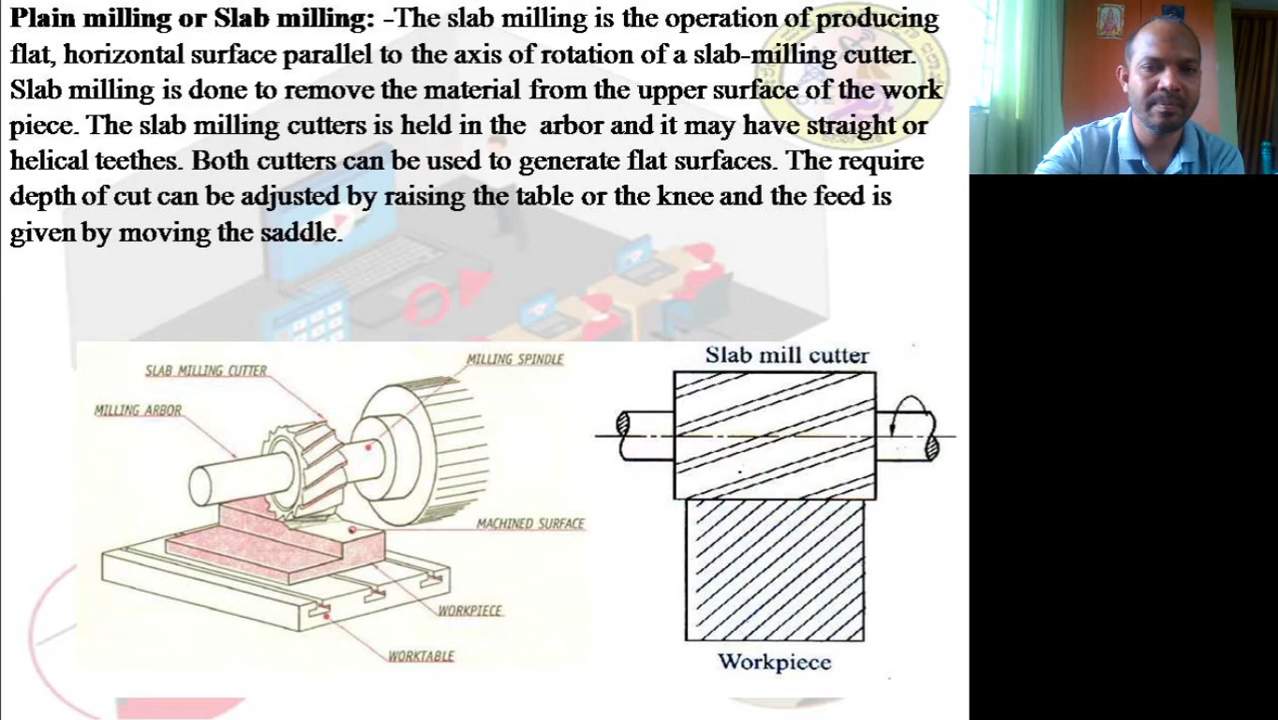 Plain milling or Slab milling: -The slab milling is the operation of producing
flat, horizontal surface parallel to the axis of rotation of a slab-milling cutter.
Slab milling is done to remove the material from the upper surface of the work
piece. The slab milling cutters is held in the arbor and it may have straight or
helical teethes. Both cutters can be used to generate flat surfaces. The require
depth of cut can be adjusted by raising the table or the knee and the feed is
given by moving the saddle.
SLAB MILLING CUTTER
MILLING SPINDLE
MILLING ARBOR
MACHINED SURFACE
WORKPIECE
WORKTABLE
Slab mill cutter
Workpiece